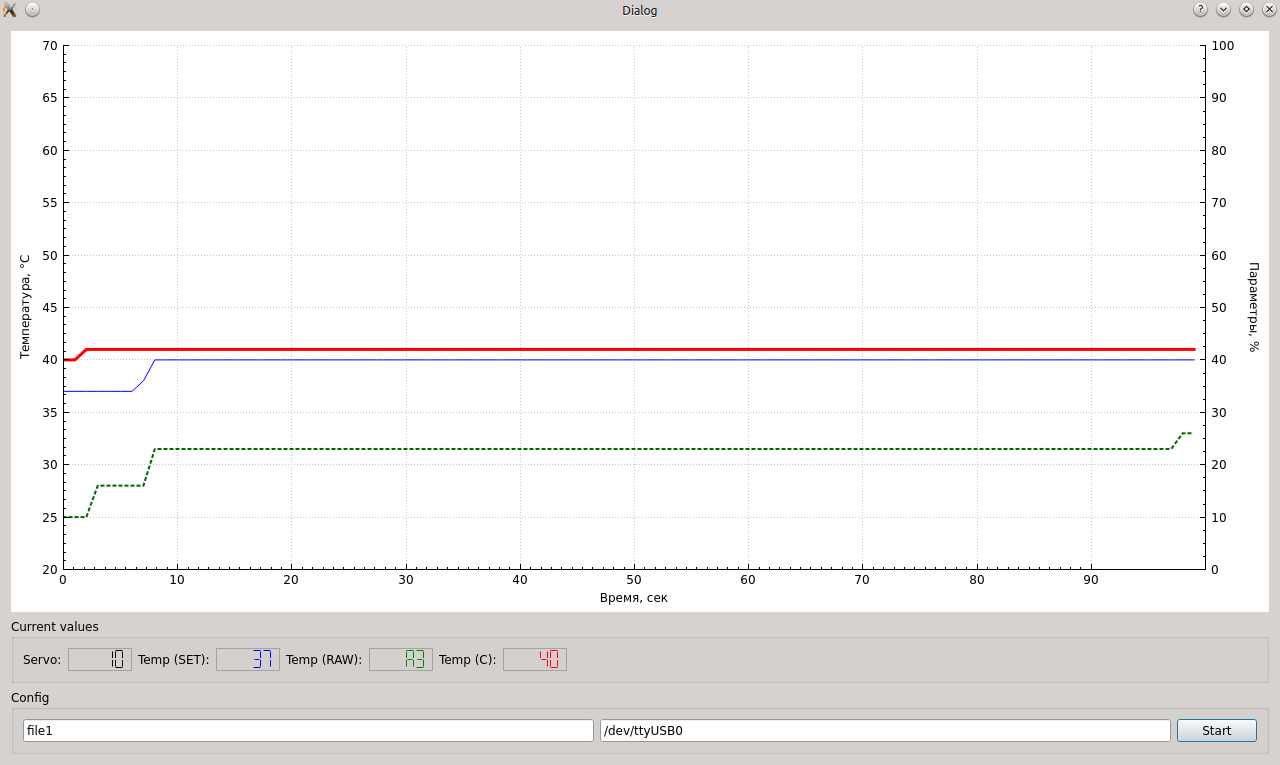 Dialog
70 100
65 90
60 80
55 70
50 60
45 50
40 40
35 30
30 20
25 10
20 0
Температура, °C
Параметры, %
0 10 20 30 40 50 60 70 80 90
Время, сек
Current values
Servo: 10 Temp (SET): 37 Temp (RAW): A3 Temp (C): 40
Config
file1 /dev/ttyUSB0 Start